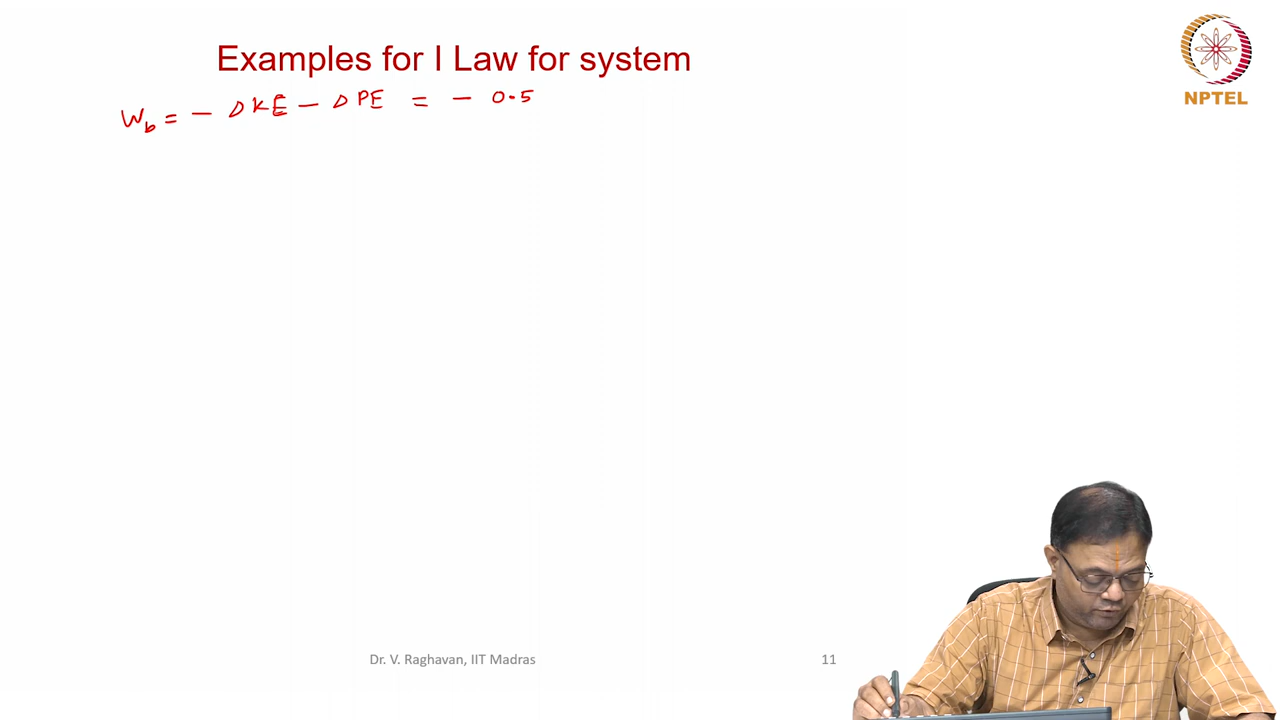 Examples for I Law for system
NPTEL
W_b = - ΔKE - ΔPE = - 0.5
Dr. V. Raghavan, IIT Madras
11